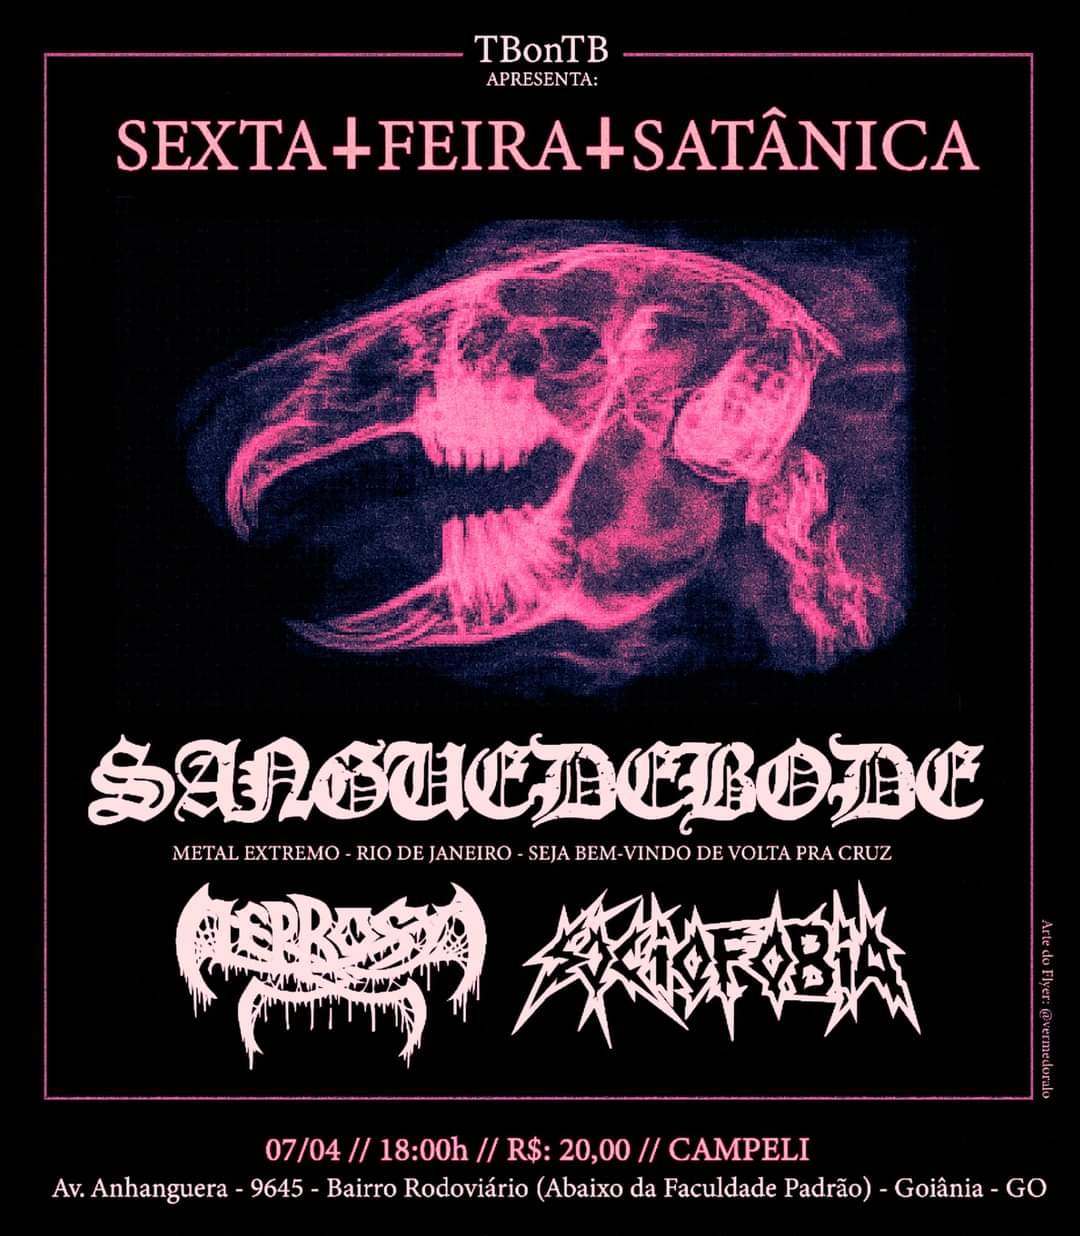 TBonTB
APRESENTA:
SEXTA✝FEIRA✝SATÂNICA
SANGUEDEBODE
METAL EXTREMO - RIO DE JANEIRO - SEJA BEM-VINDO DE VOLTA PRA CRUZ
LEPROSY
SOCIOFOBIA
Arte do Flyer: @vermedoralo
07/04 // 18:00h // R$: 20,00 // CAMPELI
Av. Anhanguera - 9645 - Bairro Rodoviário (Abaixo da Faculdade Padrão) - Goiânia - GO